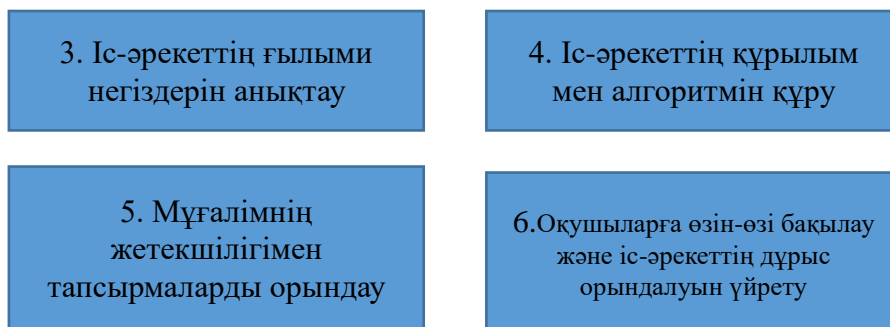 3. Іс-әрекеттің ғылыми
негіздерін анықтау
4. Іс-әрекеттің құрылым
мен алгоритмін құру
5. Мұғалімнің
жетекшілігімен
тапсырмаларды орындау
6.Оқушыларға өзін-өзі бақылау
және іс-әрекеттің дұрыс
орындалуын үйрету